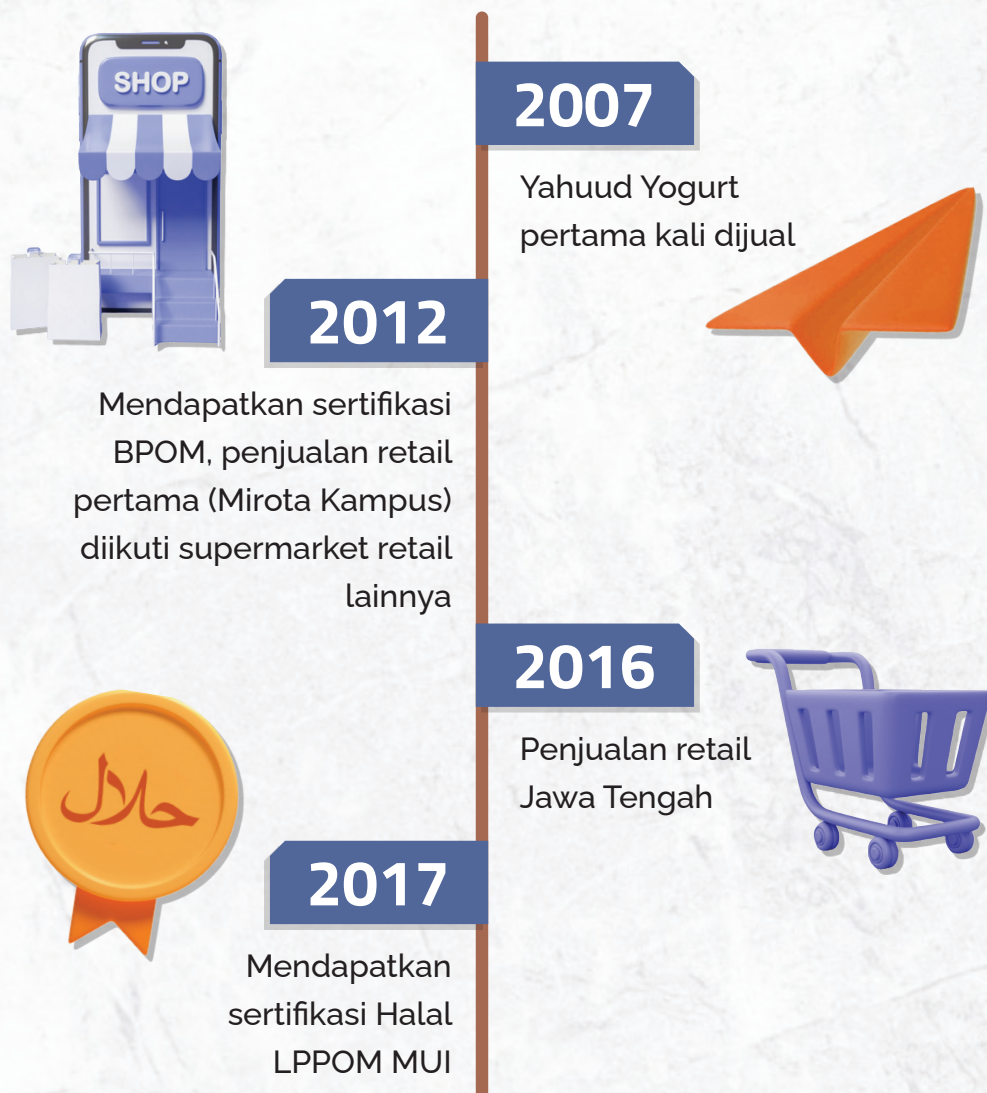 SHOP
2007
Yahuud Yogurt
pertama kali dijual
2012
Mendapatkan sertifikasi
BPOM, penjualan retail
pertama (Mirota Kampus)
diikuti supermarket retail
lainnya
2016
Penjualan retail
Jawa Tengah
حلال
2017
Mendapatkan
sertifikasi Halal
LPPOM MUI